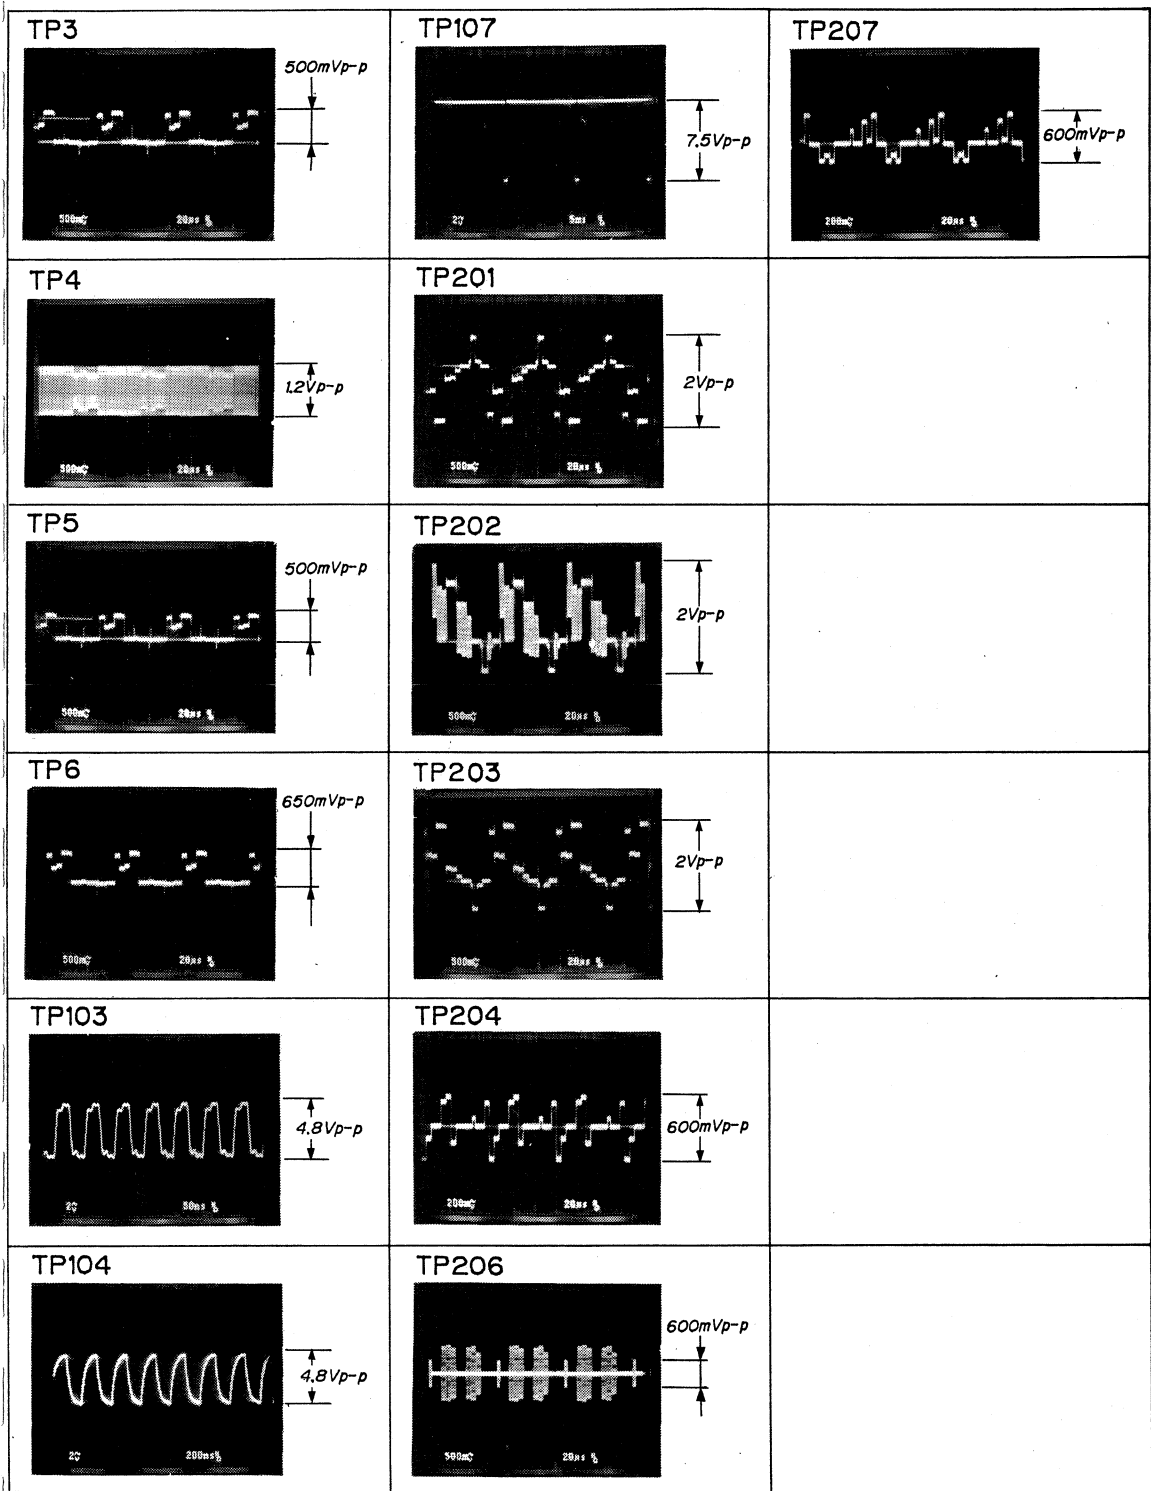 TP3
500mVp-p
500mV 20µs
TP107
7.5Vp-p
2V 5ms
TP207
600mVp-p
200mV 20µs
TP4
1.2Vp-p
500mV 20µs
TP201
2Vp-p
500mV 20µs
TP5
500mVp-p
500mV 20µs
TP202
2Vp-p
500mV 20µs
TP6
650mVp-p
500mV 20µs
TP203
2Vp-p
500mV 20µs
TP103
4.8Vp-p
2V 50ns
TP204
600mVp-p
200mV 20µs
TP104
4.8Vp-p
2V 200ns
TP206
600mVp-p
500mV 20µs